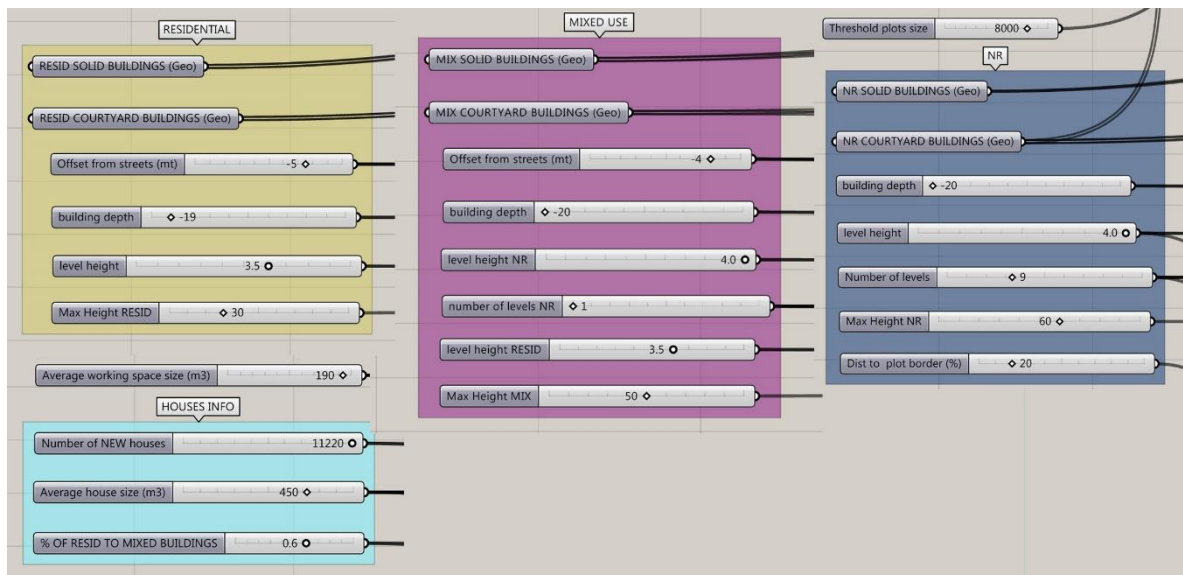 RESIDENTIAL
RESID SOLID BUILDINGS (Geo)
RESID COURTYARD BUILDINGS (Geo)
Offset from streets (mt) -5
building depth -19
level height 3.5
Max Height RESID 30
Average working space size (m3) 190
HOUSES INFO
Number of NEW houses 11220
Average house size (m3) 450
% OF RESID TO MIXED BUILDINGS 0.6
MIXED USE
MIX SOLID BUILDINGS (Geo)
MIX COURTYARD BUILDINGS (Geo)
Offset from streets (mt) -4
building depth -20
level height NR 4.0
number of levels NR 1
level height RESID 3.5
Max Height MIX 50
Threshold plots size 8000
NR
NR SOLID BUILDINGS (Geo)
NR COURTYARD BUILDINGS (Geo)
building depth -20
level height 4.0
Number of levels 9
Max Height NR 60
Dist to plot border (%) 20